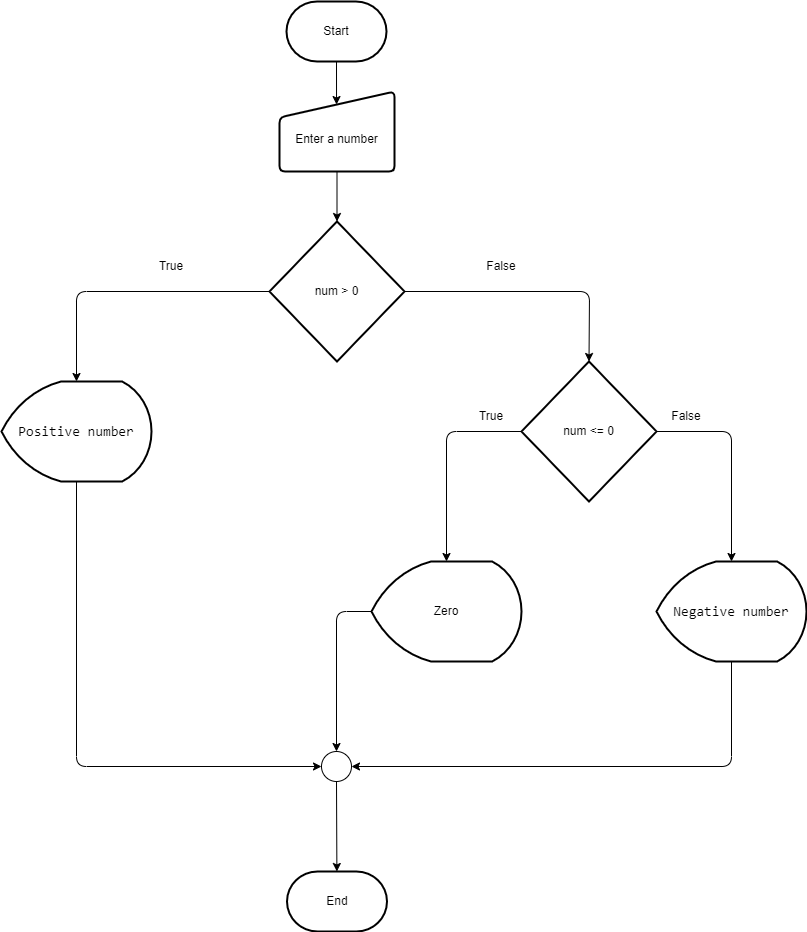 Start
Enter a number
True
False
num > 0
True
False
Positive number
num <= 0
Zero
Negative number
End